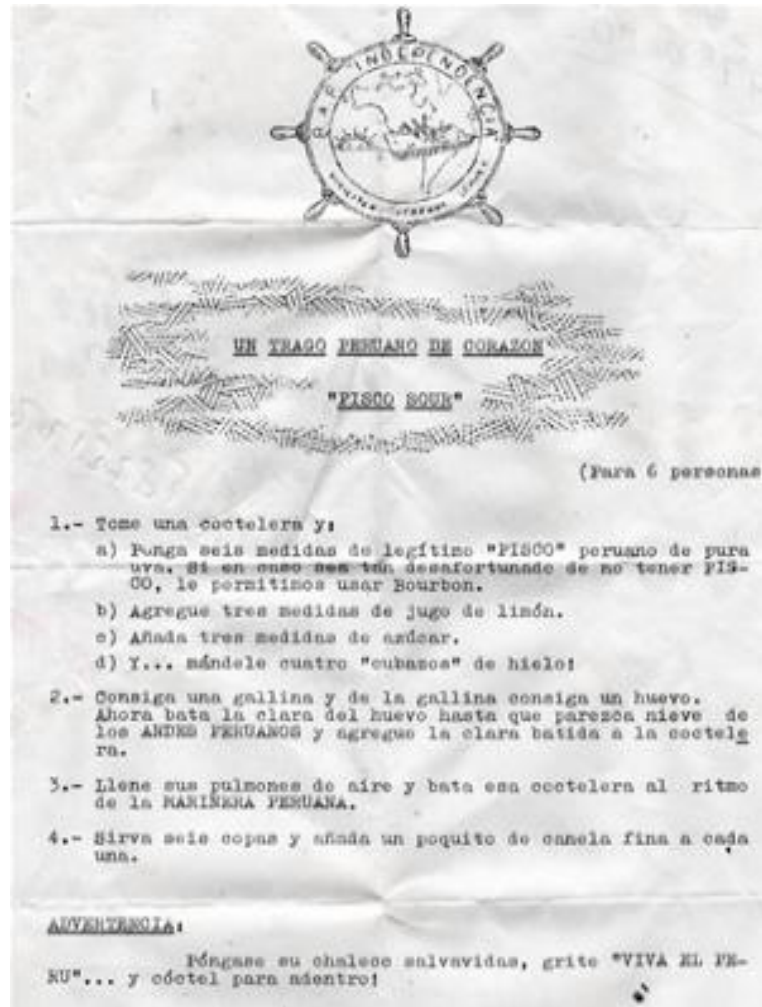 B.A.P. INDEPENDENCIA
UN TRAGO PERUANO DE CORAZON
"PISCO SOUR"
(Para 6 personas
1.- Tome una coctelera y:
a) Ponga seis medidas de legítimo "PISCO" peruano de pura
uva. Si en caso sea tan desafortunado de no tener PIS-
CO, le permitimos usar Bourbon.
b) Agregue tres medidas de jugo de limón.
c) Añada tres medidas de azúcar.
d) Y... mándele cuatro "cubazos" de hielo!
2.- Consiga una gallina y de la gallina consiga un huevo.
Ahora bata la clara del huevo hasta que parezca nieve de
los ANDES PERUANOS y agregue la clara batida a la coctele
ra.
3.- Llene sus pulmones de aire y bata esa coctelera al ritmo
de la MARINERA PERUANA.
4.- Sirva seis copas y añada un poquito de canela fina a cada
una.
ADVERTENCIA:
Póngase su chaleco salvavidas, grite "VIVA EL PE-
RU"... y cóctel para adentro!